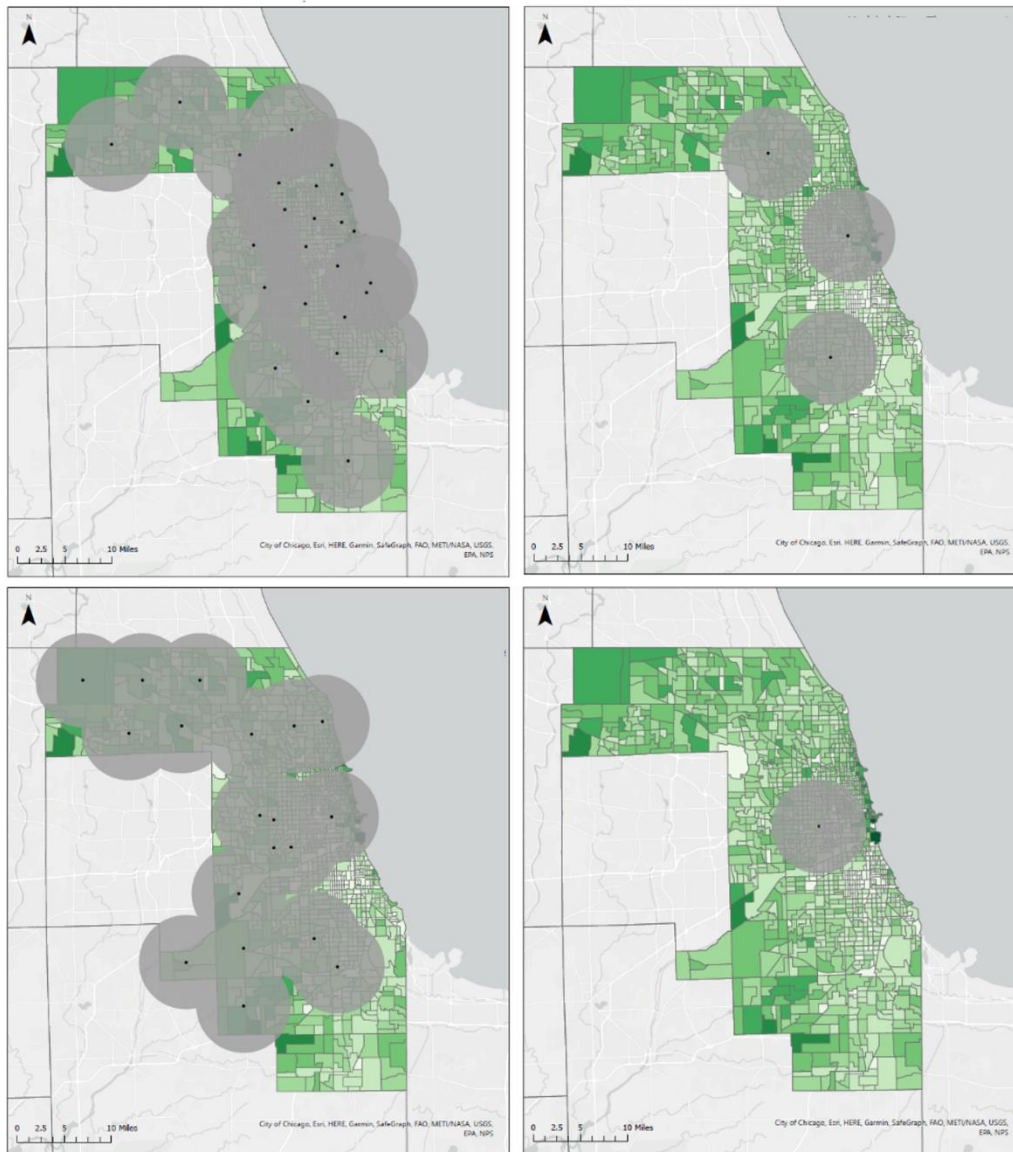 N
N
0 2.5 5 10 Miles
City of Chicago, Esri, HERE, Garmin, SafeGraph, FAO, METI/NASA, USGS,
EPA, NPS
0 2.5 5 10 Miles
City of Chicago, Esri, HERE, Garmin, SafeGraph, FAO, METI/NASA, USGS,
EPA, NPS
N
N
0 2.5 5 10 Miles
City of Chicago, Esri, HERE, Garmin, SafeGraph, FAO, METI/NASA, USGS,
EPA, NPS
0 2.5 5 10 Miles
City of Chicago, Esri, HERE, Garmin, SafeGraph, FAO, METI/NASA, USGS,
EPA, NPS